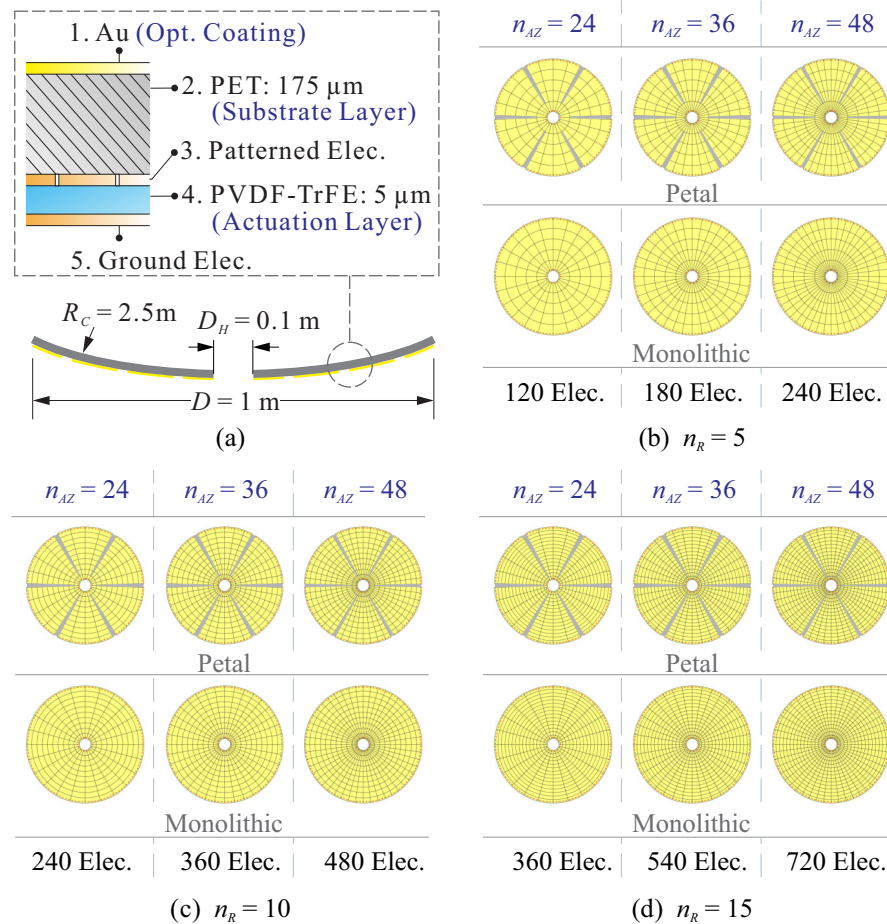 1. Au (Opt. Coating)
2. PET: 175 µm
(Substrate Layer)
3. Patterned Elec.
4. PVDF-TrFE: 5 µm
(Actuation Layer)
5. Ground Elec.
R_C = 2.5m
D_H = 0.1 m
D = 1 m
(a)
n_AZ = 24 n_AZ = 36 n_AZ = 48
Petal
Monolithic
120 Elec. 180 Elec. 240 Elec.
(b) n_R = 5
n_AZ = 24 n_AZ = 36 n_AZ = 48
Petal
Monolithic
240 Elec. 360 Elec. 480 Elec.
(c) n_R = 10
n_AZ = 24 n_AZ = 36 n_AZ = 48
Petal
Monolithic
360 Elec. 540 Elec. 720 Elec.
(d) n_R = 15